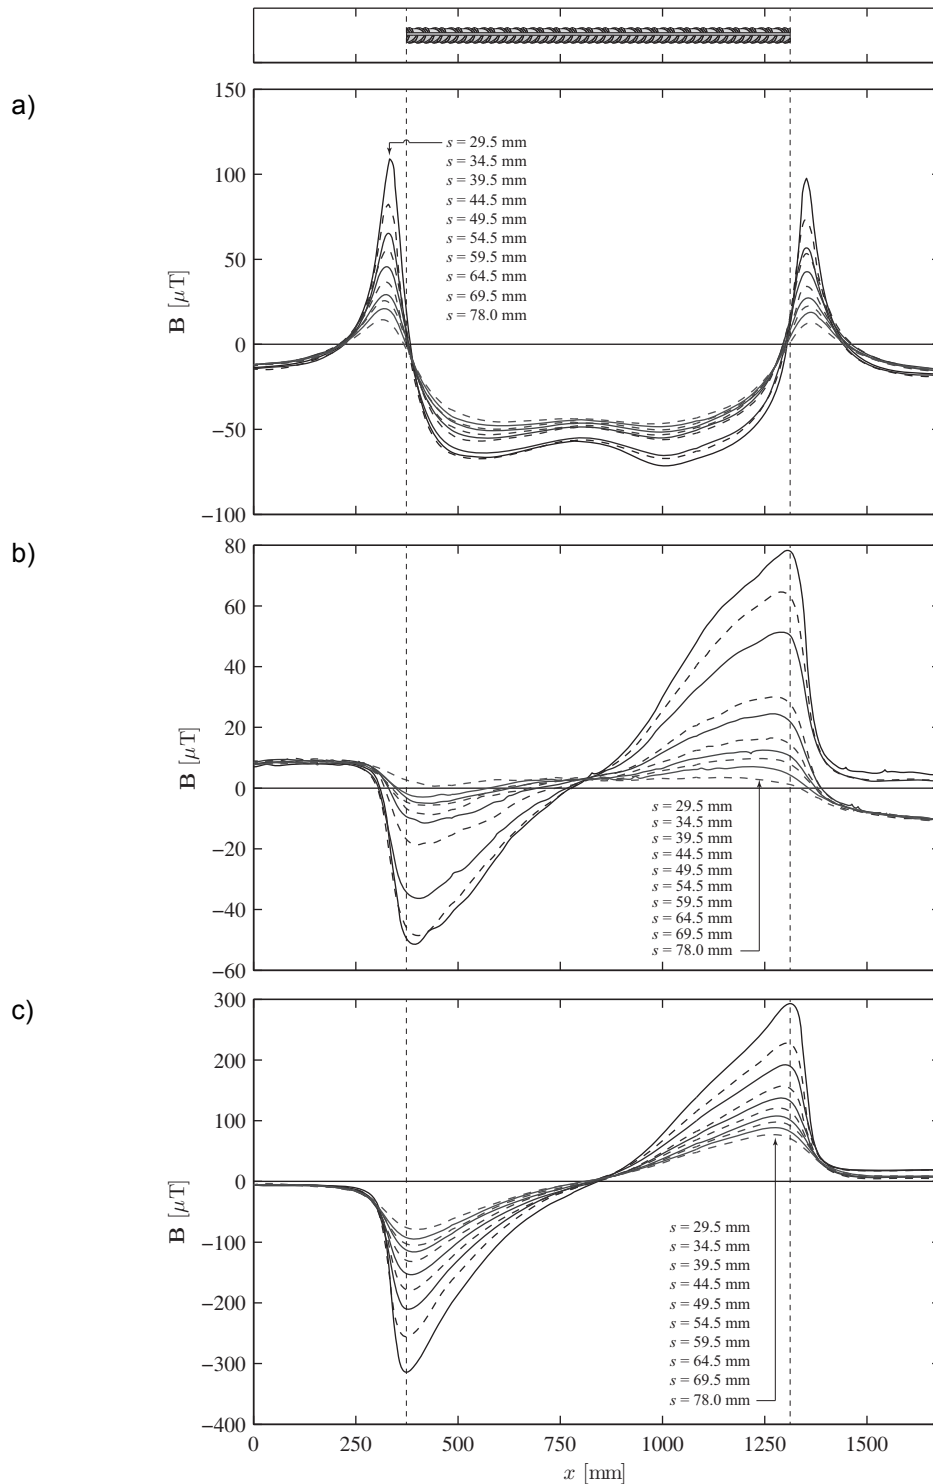 a)
150
100
50
0
−50
−100
B [μT]
s = 29.5 mm
s = 34.5 mm
s = 39.5 mm
s = 44.5 mm
s = 49.5 mm
s = 54.5 mm
s = 59.5 mm
s = 64.5 mm
s = 69.5 mm
s = 78.0 mm
b)
80
60
40
20
0
−20
−40
−60
B [μT]
s = 29.5 mm
s = 34.5 mm
s = 39.5 mm
s = 44.5 mm
s = 49.5 mm
s = 54.5 mm
s = 59.5 mm
s = 64.5 mm
s = 69.5 mm
s = 78.0 mm
c)
300
200
100
0
−100
−200
−300
−400
B [μT]
s = 29.5 mm
s = 34.5 mm
s = 39.5 mm
s = 44.5 mm
s = 49.5 mm
s = 54.5 mm
s = 59.5 mm
s = 64.5 mm
s = 69.5 mm
s = 78.0 mm
0 250 500 750 1000 1250 1500
x [mm]